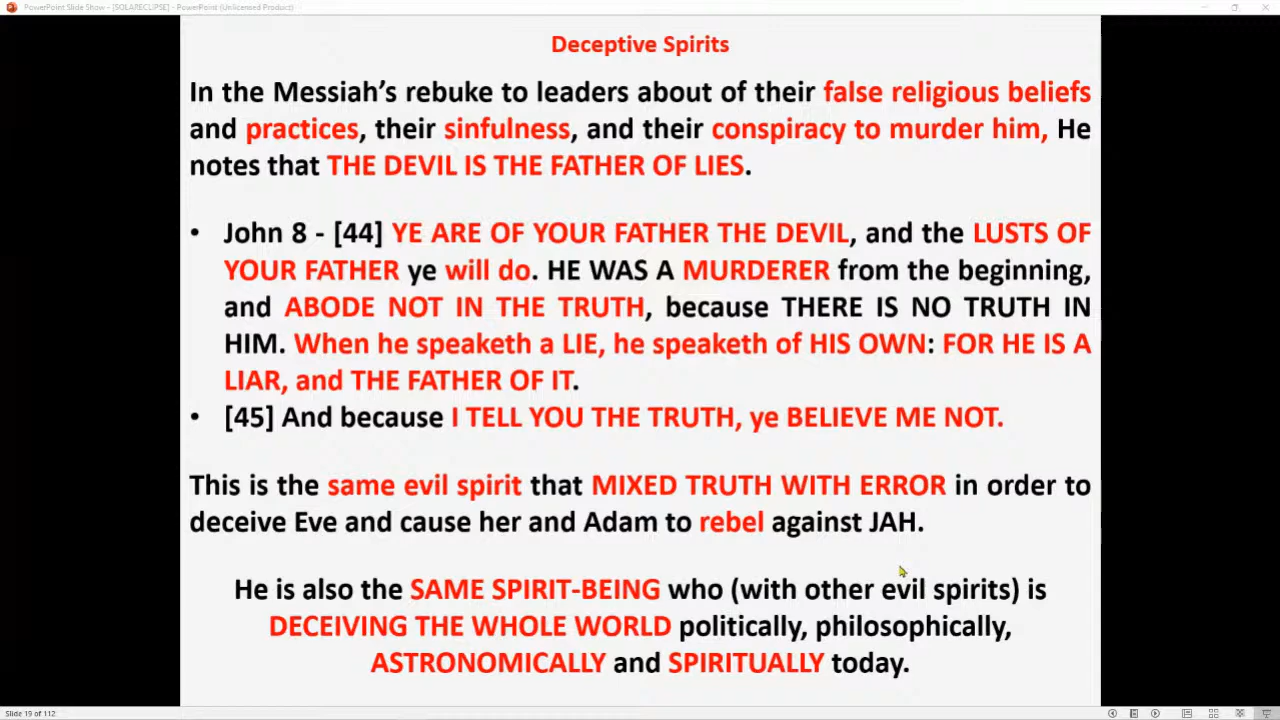 PowerPoint Slide Show - [SOLARECLIPSE] - PowerPoint (Unlicensed Product)
Deceptive Spirits
In the Messiah's rebuke to leaders about of their false religious beliefs
and practices, their sinfulness, and their conspiracy to murder him, He
notes that THE DEVIL IS THE FATHER OF LIES.
• John 8 - [44] YE ARE OF YOUR FATHER THE DEVIL, and the LUSTS OF
YOUR FATHER ye will do. HE WAS A MURDERER from the beginning,
and ABODE NOT IN THE TRUTH, because THERE IS NO TRUTH IN
HIM. When he speaketh a LIE, he speaketh of HIS OWN: FOR HE IS A
LIAR, and THE FATHER OF IT.
• [45] And because I TELL YOU THE TRUTH, ye BELIEVE ME NOT.
This is the same evil spirit that MIXED TRUTH WITH ERROR in order to
deceive Eve and cause her and Adam to rebel against JAH.
He is also the SAME SPIRIT-BEING who (with other evil spirits) is
DECEIVING THE WHOLE WORLD politically, philosophically,
ASTRONOMICALLY and SPIRITUALLY today.
Slide 19 of 112